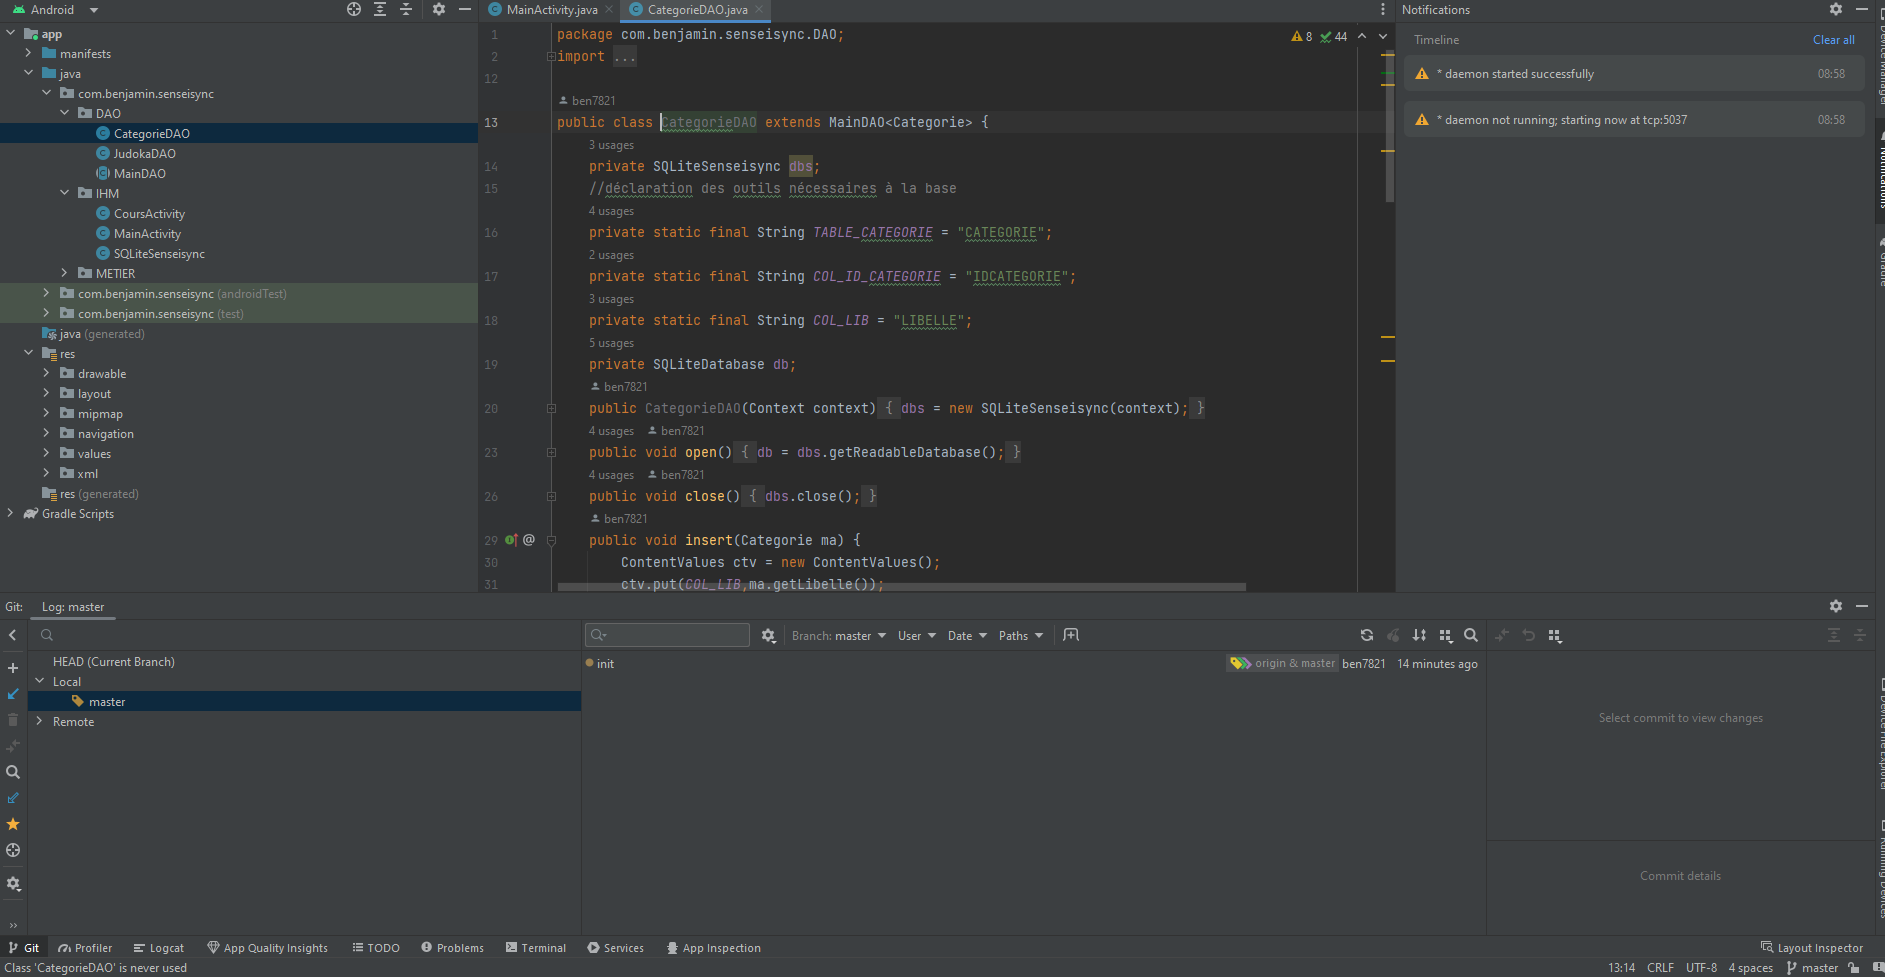 Android
app
manifests
java
com.benjamin.senseisync
DAO
CategorieDAO
JudokaDAO
MainDAO
IHM
CoursActivity
MainActivity
SQLiteSenseisync
METIER
com.benjamin.senseisync (androidTest)
com.benjamin.senseisync (test)
java (generated)
res
drawable
layout
mipmap
navigation
values
xml
res (generated)
Gradle Scripts
MainActivity.java
CategorieDAO.java
8 44
1 package com.benjamin.senseisync.DAO;
2 import ...
12
ben7821
13 public class CategorieDAO extends MainDAO<Categorie> {
3 usages
14 private SQLiteSenseisync dbs;
15 //déclaration des outils nécessaires à la base
4 usages
16 private static final String TABLE_CATEGORIE = "CATEGORIE";
2 usages
17 private static final String COL_ID_CATEGORIE = "IDCATEGORIE";
3 usages
18 private static final String COL_LIB = "LIBELLE";
5 usages
19 private SQLiteDatabase db;
ben7821
20 public CategorieDAO(Context context) { dbs = new SQLiteSenseisync(context); }
4 usages ben7821
23 public void open() { db = dbs.getReadableDatabase(); }
4 usages ben7821
26 public void close() { dbs.close(); }
ben7821
29 @ public void insert(Categorie ma) {
30 ContentValues ctv = new ContentValues();
31 ctv.put(COL_LIB,ma.getLibelle());
Notifications
Timeline Clear all
* daemon started successfully 08:58
* daemon not running; starting now at tcp:5037 08:58
Device Manager
Notifications
Gradle
Git: Log: master
HEAD (Current Branch)
Local
master
Remote
Branch: master User Date Paths
init origin & master ben7821 14 minutes ago
Select commit to view changes
Commit details
Device File Explorer
Running Devices
Git Profiler Logcat App Quality Insights TODO Problems Terminal Services App Inspection Layout Inspector
Class 'CategorieDAO' is never used 13:14 CRLF UTF-8 4 spaces master